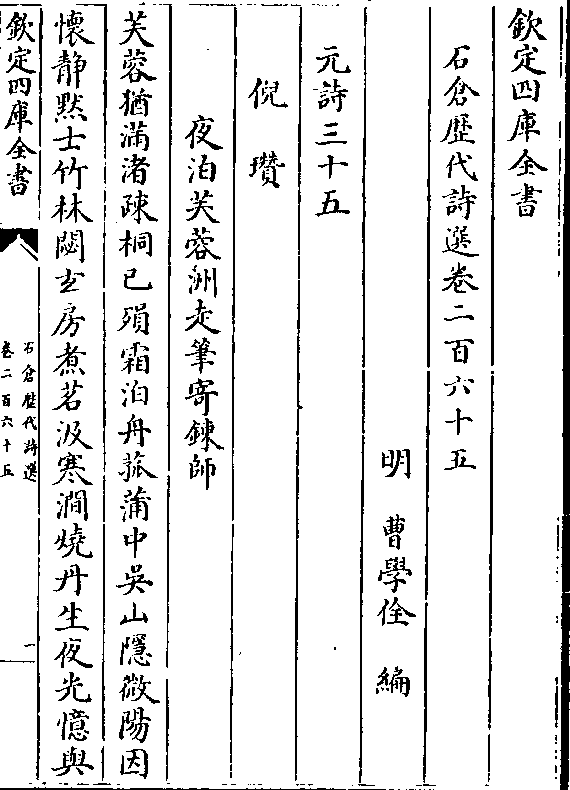 欽定四庫全書
石倉歴代詩選卷二百六十五
明 曹學佺 編
元詩三十五
倪瓚
夜泊芙蓉洲走筆寄鍊師
芙蓉猶滿渚疎桐已殞霜泊舟菰蒲中吳山隱微陽因
懷靜黙士竹林閟玄房煮茗汲寒澗燒丹生夜光憶與
欽定四庫全書
石倉歴代詩選
卷二百六十五
一